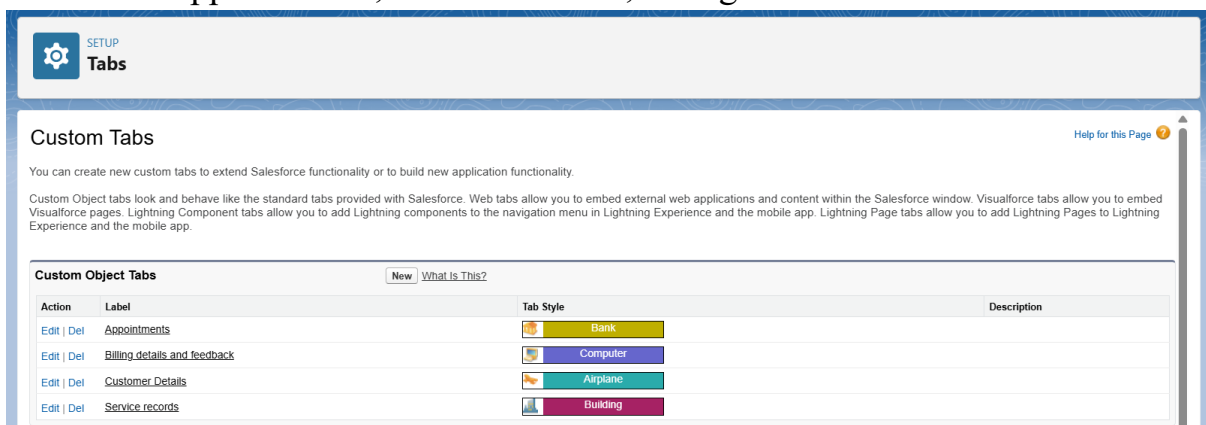 SETUP
Tabs
Custom Tabs
Help for this Page
You can create new custom tabs to extend Salesforce functionality or to build new application functionality.
Custom Object tabs look and behave like the standard tabs provided with Salesforce. Web tabs allow you to embed external web applications and content within the Salesforce window. Visualforce tabs allow you to embed
Visualforce pages. Lightning Component tabs allow you to add Lightning components to the navigation menu in Lightning Experience and the mobile app. Lightning Page tabs allow you to add Lightning Pages to Lightning
Experience and the mobile app.
Custom Object Tabs New What Is This?
Action Label Tab Style Description
Edit | Del Appointments Bank
Edit | Del Billing details and feedback Computer
Edit | Del Customer Details Airplane
Edit | Del Service records Building